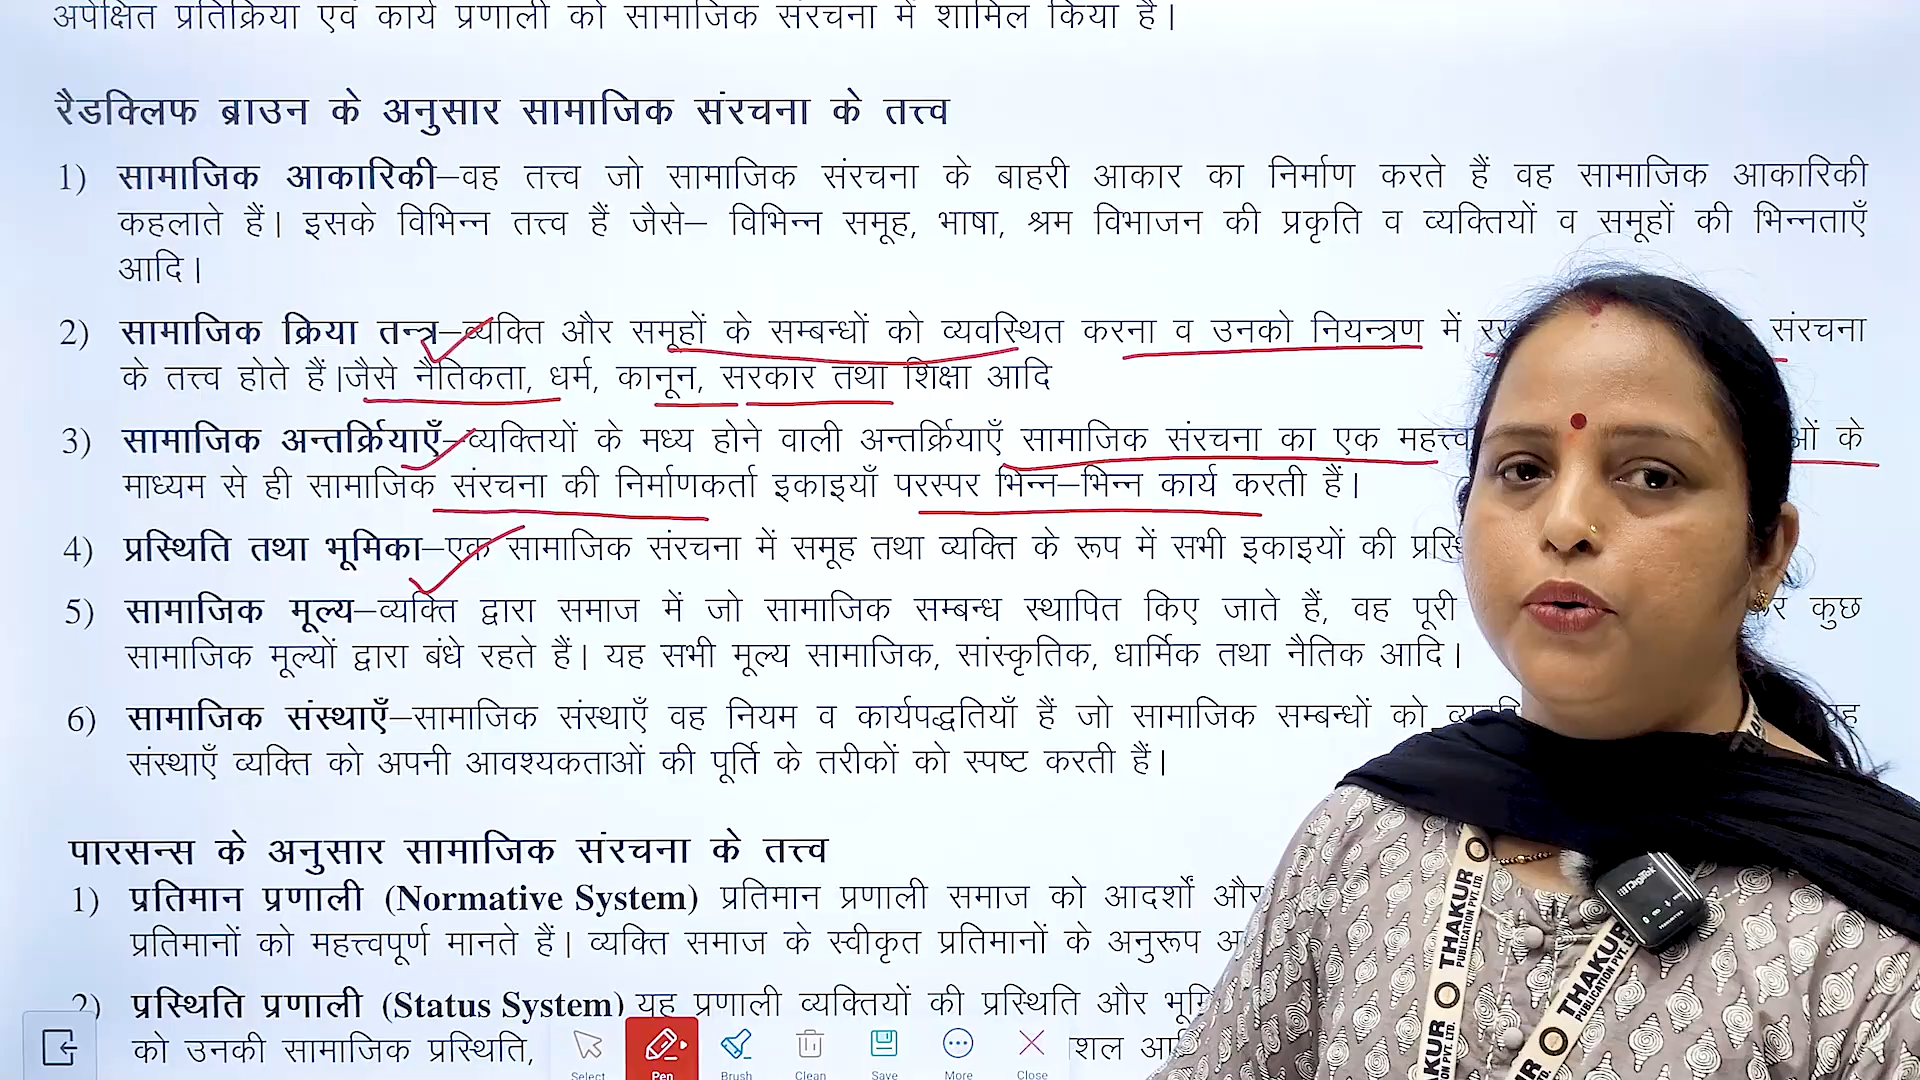 अपेक्षित प्रतिक्रिया एवं कार्य प्रणाली को सामाजिक संरचना में शामिल किया है।
रैडक्लिफ ब्राउन के अनुसार सामाजिक संरचना के तत्त्व
1) सामाजिक आकारिकी–वह तत्त्व जो सामाजिक संरचना के बाहरी आकार का निर्माण करते हैं वह सामाजिक आकारिकी
कहलाते हैं। इसके विभिन्न तत्त्व हैं जैसे– विभिन्न समूह, भाषा, श्रम विभाजन की प्रकृति व व्यक्तियों व समूहों की भिन्नताएँ
आदि।
2) सामाजिक क्रिया तन्त्र–व्यक्ति और समूहों के सम्बन्धों को व्यवस्थित करना व उनको नियन्त्रण में संरचना
के तत्त्व होते हैं।जैसे नैतिकता, धर्म, कानून, सरकार तथा शिक्षा आदि
3) सामाजिक अन्तर्क्रियाएँ–व्यक्तियों के मध्य होने वाली अन्तर्क्रियाएँ सामाजिक संरचना का एक के
माध्यम से ही सामाजिक संरचना की निर्माणकर्ता इकाइयाँ परस्पर भिन्न–भिन्न कार्य करती हैं।
4) प्रस्थिति तथा भूमिका–एक सामाजिक संरचना में समूह तथा व्यक्ति के रूप में सभी इकाइयों की
5) सामाजिक मूल्य–व्यक्ति द्वारा समाज में जो सामाजिक सम्बन्ध स्थापित किए जाते हैं, वह पूरी कुछ
सामाजिक मूल्यों द्वारा बंधे रहते हैं। यह सभी मूल्य सामाजिक, सांस्कृतिक, धार्मिक तथा नैतिक आदि।
6) सामाजिक संस्थाएँ–सामाजिक संस्थाएँ वह नियम व कार्यपद्धतियाँ हैं जो सामाजिक सम्बन्धों को
संस्थाएँ व्यक्ति को अपनी आवश्यकताओं की पूर्ति के तरीकों को स्पष्ट करती हैं।
पारसन्स के अनुसार सामाजिक संरचना के तत्त्व
1) प्रतिमान प्रणाली (Normative System) प्रतिमान प्रणाली समाज को आदर्शों और
प्रतिमानों को महत्त्वपूर्ण मानते हैं। व्यक्ति समाज के स्वीकृत प्रतिमानों के अनुरूप
2) प्रस्थिति प्रणाली (Status System) यह प्रणाली व्यक्तियों की प्रस्थिति और
को उनकी सामाजिक प्रस्थिति,
Select Pen Brush Clean Save More Close
THAKUR
PUBLICATION PVT. LTD.
THAKUR